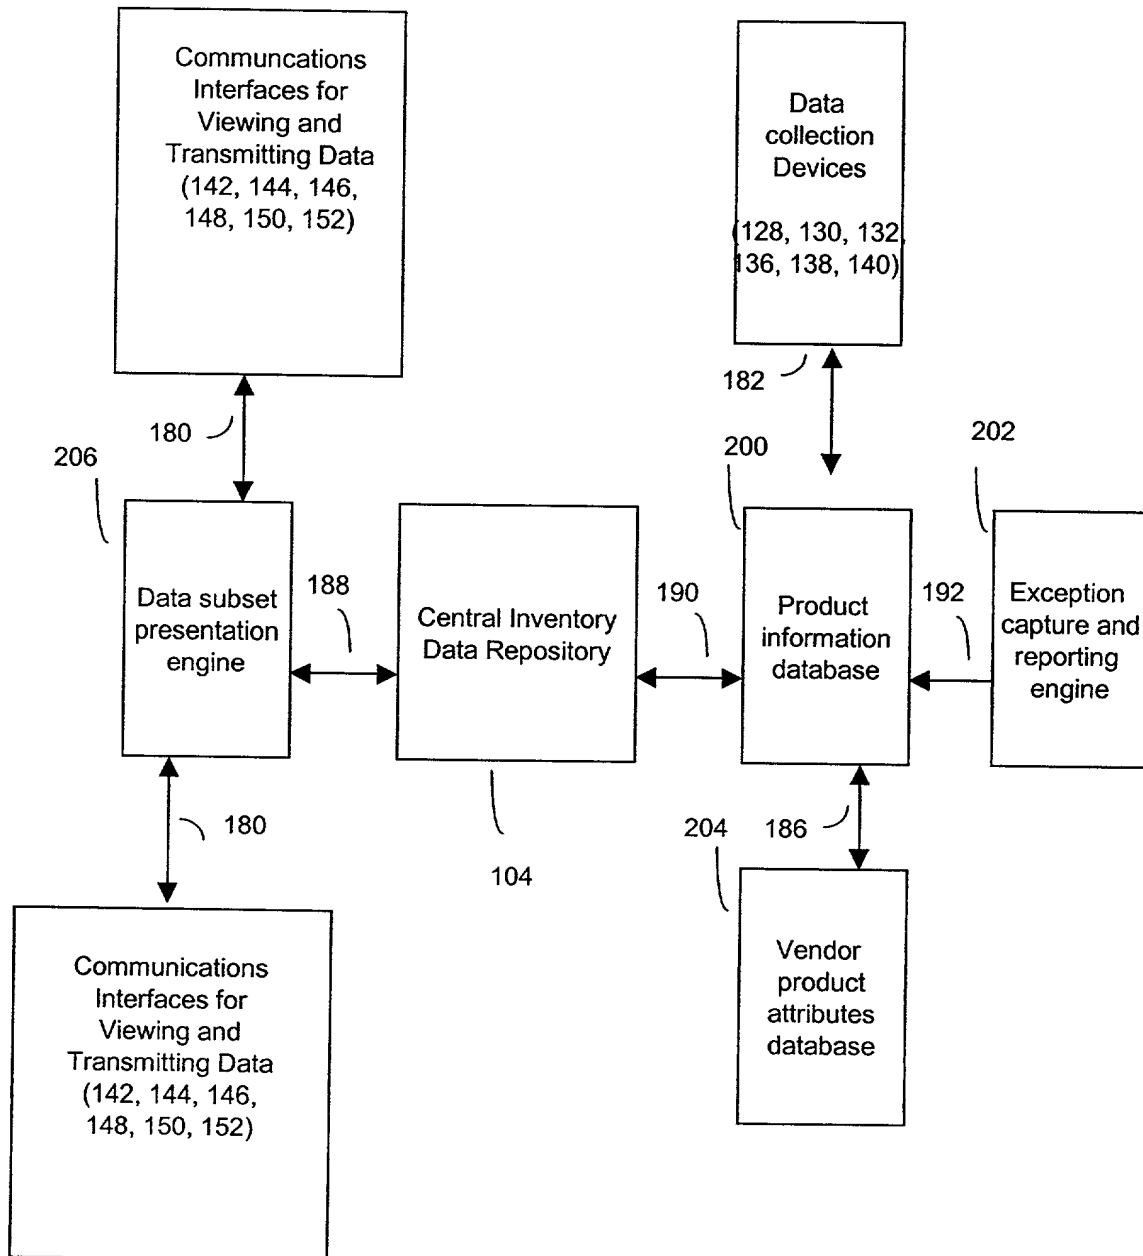 Communcations
Interfaces for
Viewing and
Transmitting Data
(142, 144, 146,
148, 150, 152)
Data
collection
Devices
(128, 130, 132,
136, 138, 140)
180
182
206
200
202
Data subset
presentation
engine
188
Central Inventory
Data Repository
190
Product
information
database
192
Exception
capture and
reporting
engine
180
104
204
186
Communications
Interfaces for
Viewing and
Transmitting Data
(142, 144, 146,
148, 150, 152)
Vendor
product
attributes
database